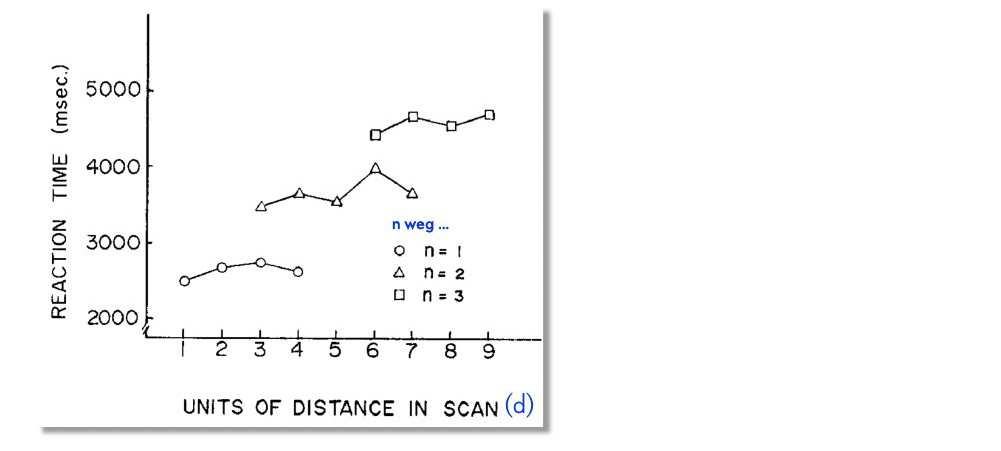 REACTION TIME (msec.)
5000
4000
3000
2000
n weg ...
n = 1
n = 2
n = 3
1 2 3 4 5 6 7 8 9
UNITS OF DISTANCE IN SCAN (d)